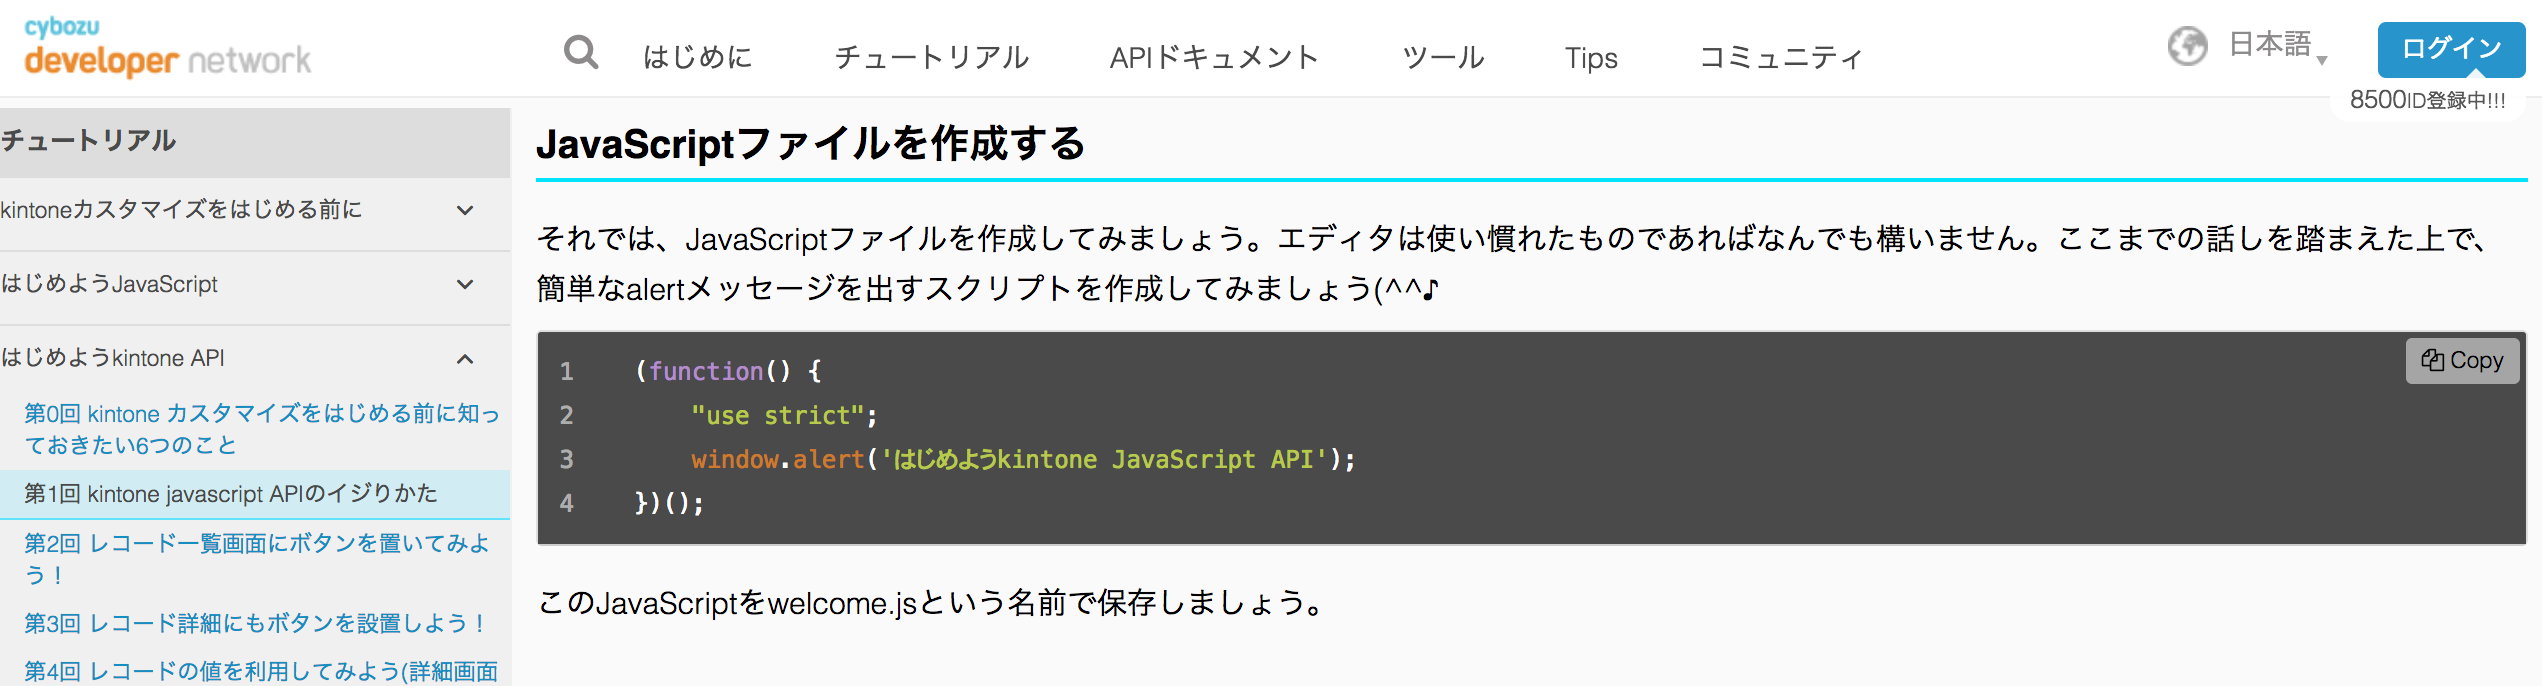 cybozu
developer network
はじめに
チュートリアル
APIドキュメント
ツール
Tips
コミュニティ
日本語
ログイン
8500ID登録中!!!
チュートリアル
kintoneカスタマイズをはじめる前に
はじめようJavaScript
はじめようkintone API
第0回 kintone カスタマイズをはじめる前に知っ
ておきたい6つのこと
第1回 kintone javascript APIのイジりかた
第2回 レコード一覧画面にボタンを置いてみよ
う！
第3回 レコード詳細にもボタンを設置しよう！
第4回 レコードの値を利用してみよう(詳細画面
JavaScriptファイルを作成する
それでは、JavaScriptファイルを作成してみましょう。エディタは使い慣れたものであればなんでも構いません。ここまでの話しを踏まえた上で、
簡単なalertメッセージを出すスクリプトを作成してみましょう(^^♪
Copy
1 (function() {
2 "use strict";
3 window.alert('はじめようkintone JavaScript API');
4 })();
このJavaScriptをwelcome.jsという名前で保存しましょう。